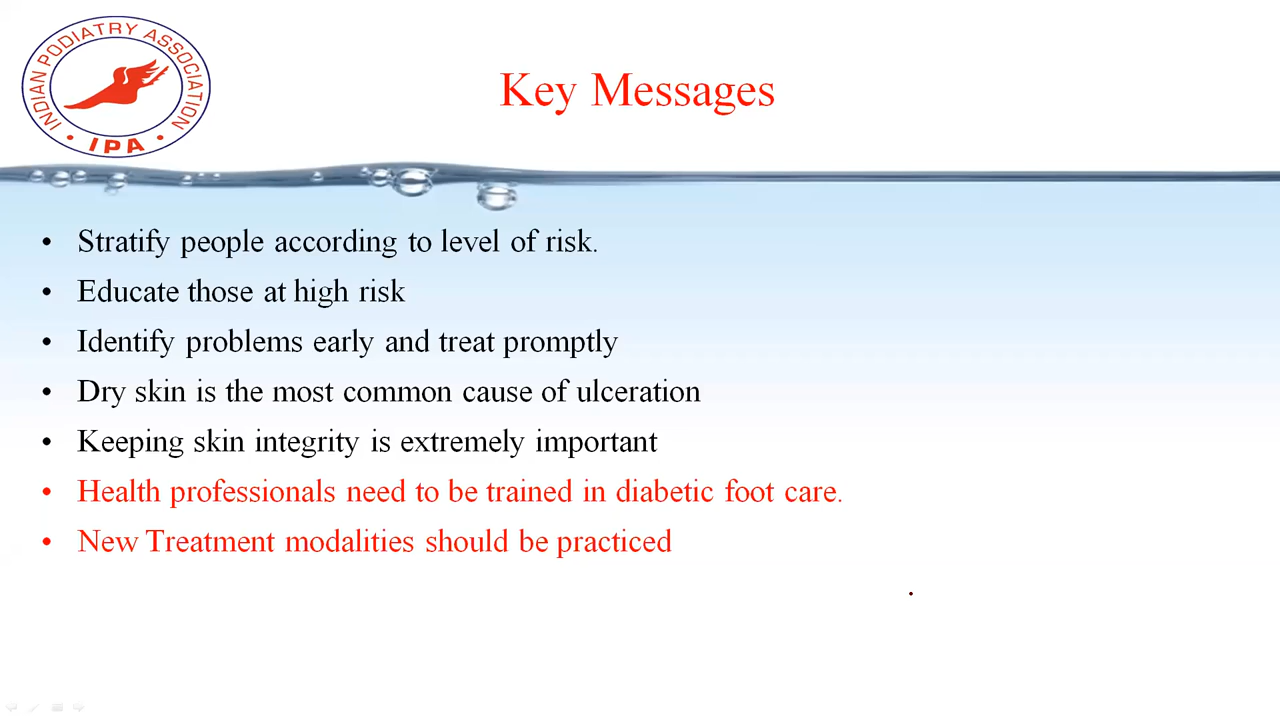 INDIAN PODIATRY ASSOCIATION
• IPA •
Key Messages
• Stratify people according to level of risk.
• Educate those at high risk
• Identify problems early and treat promptly
• Dry skin is the most common cause of ulceration
• Keeping skin integrity is extremely important
• Health professionals need to be trained in diabetic foot care.
• New Treatment modalities should be practiced